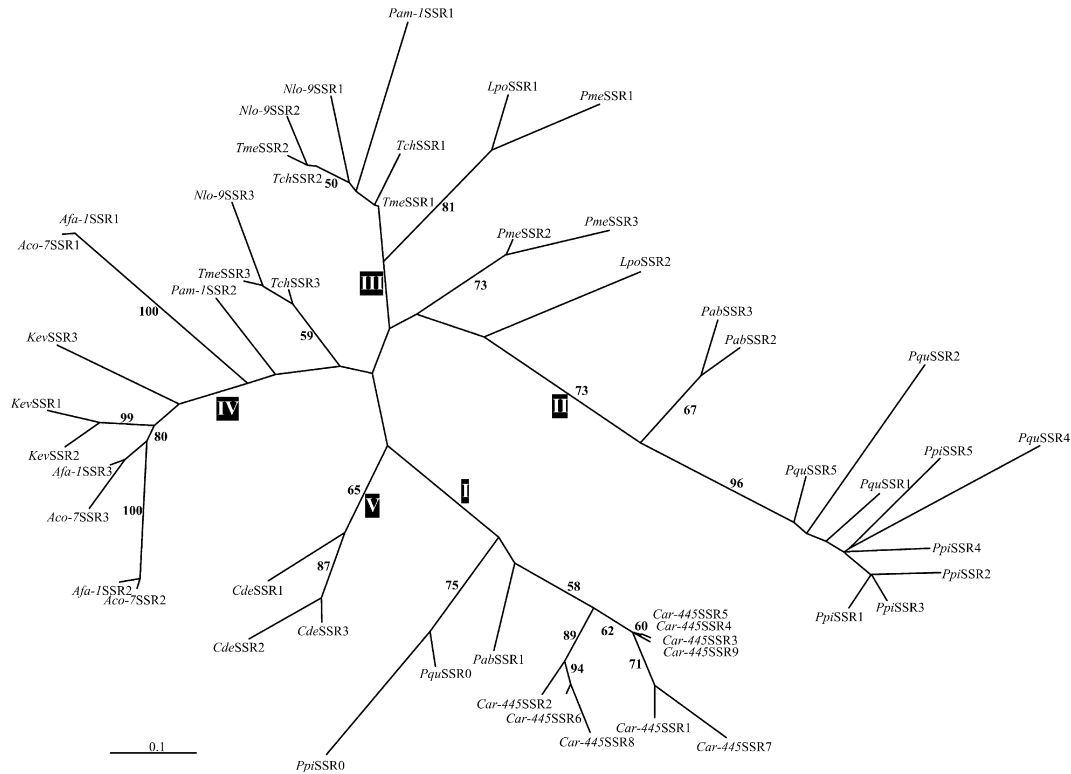 Pam-1SSR1
Nlo-9SSR1
LpoSSR1
PmeSSR1
Nlo-9SSR2
TmeSSR2
TchSSR1
TchSSR2
50
Nlo-9SSR3
TmeSSR1
81
Afa-1SSR1
PmeSSR3
PmeSSR2
Aco-7SSR1
LpoSSR2
TmeSSR3
TchSSR3
Pam-1SSR2
III
73
100
PabSSR3
KevSSR3
59
PabSSR2
PquSSR2
73
KevSSR1
IV
II
67
99
80
PquSSR4
KevSSR2
PpiSSR5
Afa-1SSR3
PquSSR5
96
PquSSR1
65
I
V
Aco-7SSR3
100
PpiSSR4
87
PpiSSR2
Afa-1SSR2
Aco-7SSR2
CdeSSR1
75
58
PpiSSR3
PpiSSR1
Car-445SSR5
60
Car-445SSR4
CdeSSR3
89
62
Car-445SSR3
CdeSSR2
Car-445SSR9
PabSSR1
94
71
PquSSR0
Car-445SSR2
Car-445SSR6
Car-445SSR1
Car-445SSR8
Car-445SSR7
0.1
PpiSSR0